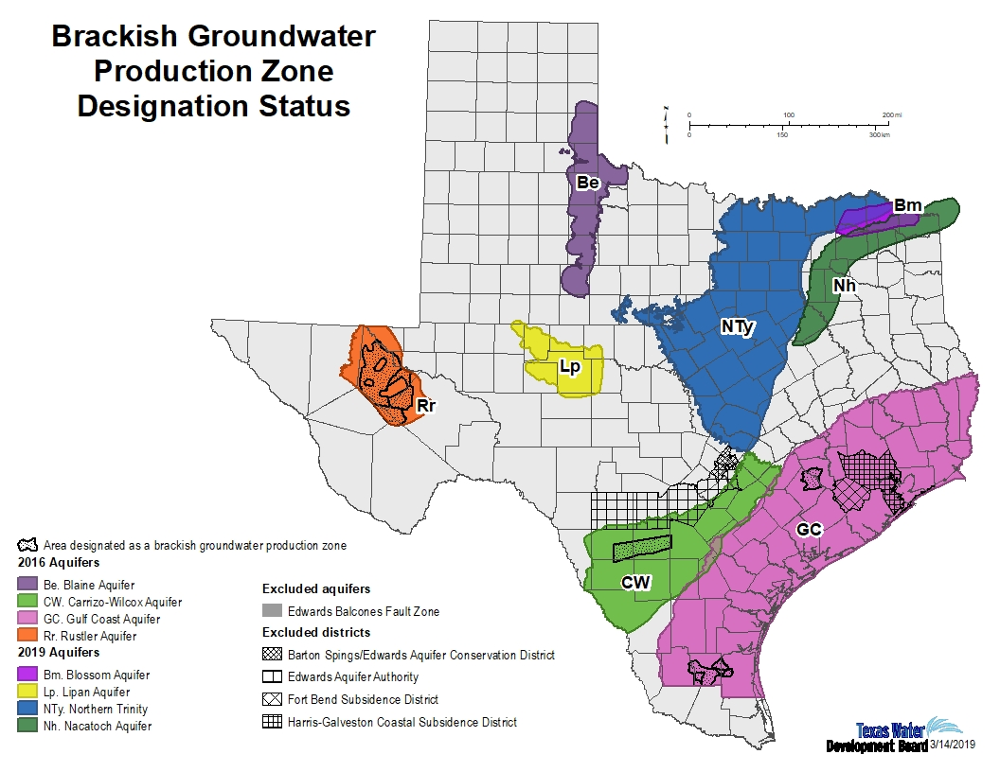 Brackish Groundwater
Production Zone
Designation Status
N
0 100 200 mi
0 150 300 km
Be
Bm
Nh
NTy
Lp
Rr
GC
CW
Area designated as a brackish groundwater production zone
2016 Aquifers
Be. Blaine Aquifer
CW. Carrizo-Wilcox Aquifer
GC. Gulf Coast Aquifer
Rr. Rustler Aquifer
2019 Aquifers
Bm. Blossom Aquifer
Lp. Lipan Aquifer
NTy. Northern Trinity
Nh. Nacatoch Aquifer
Excluded aquifers
Edwards Balcones Fault Zone
Excluded districts
Barton Spings/Edwards Aquifer Conservation District
Edwards Aquifer Authority
Fort Bend Subsidence District
Harris-Galveston Coastal Subsidence District
Texas Water
Development Board
3/14/2019